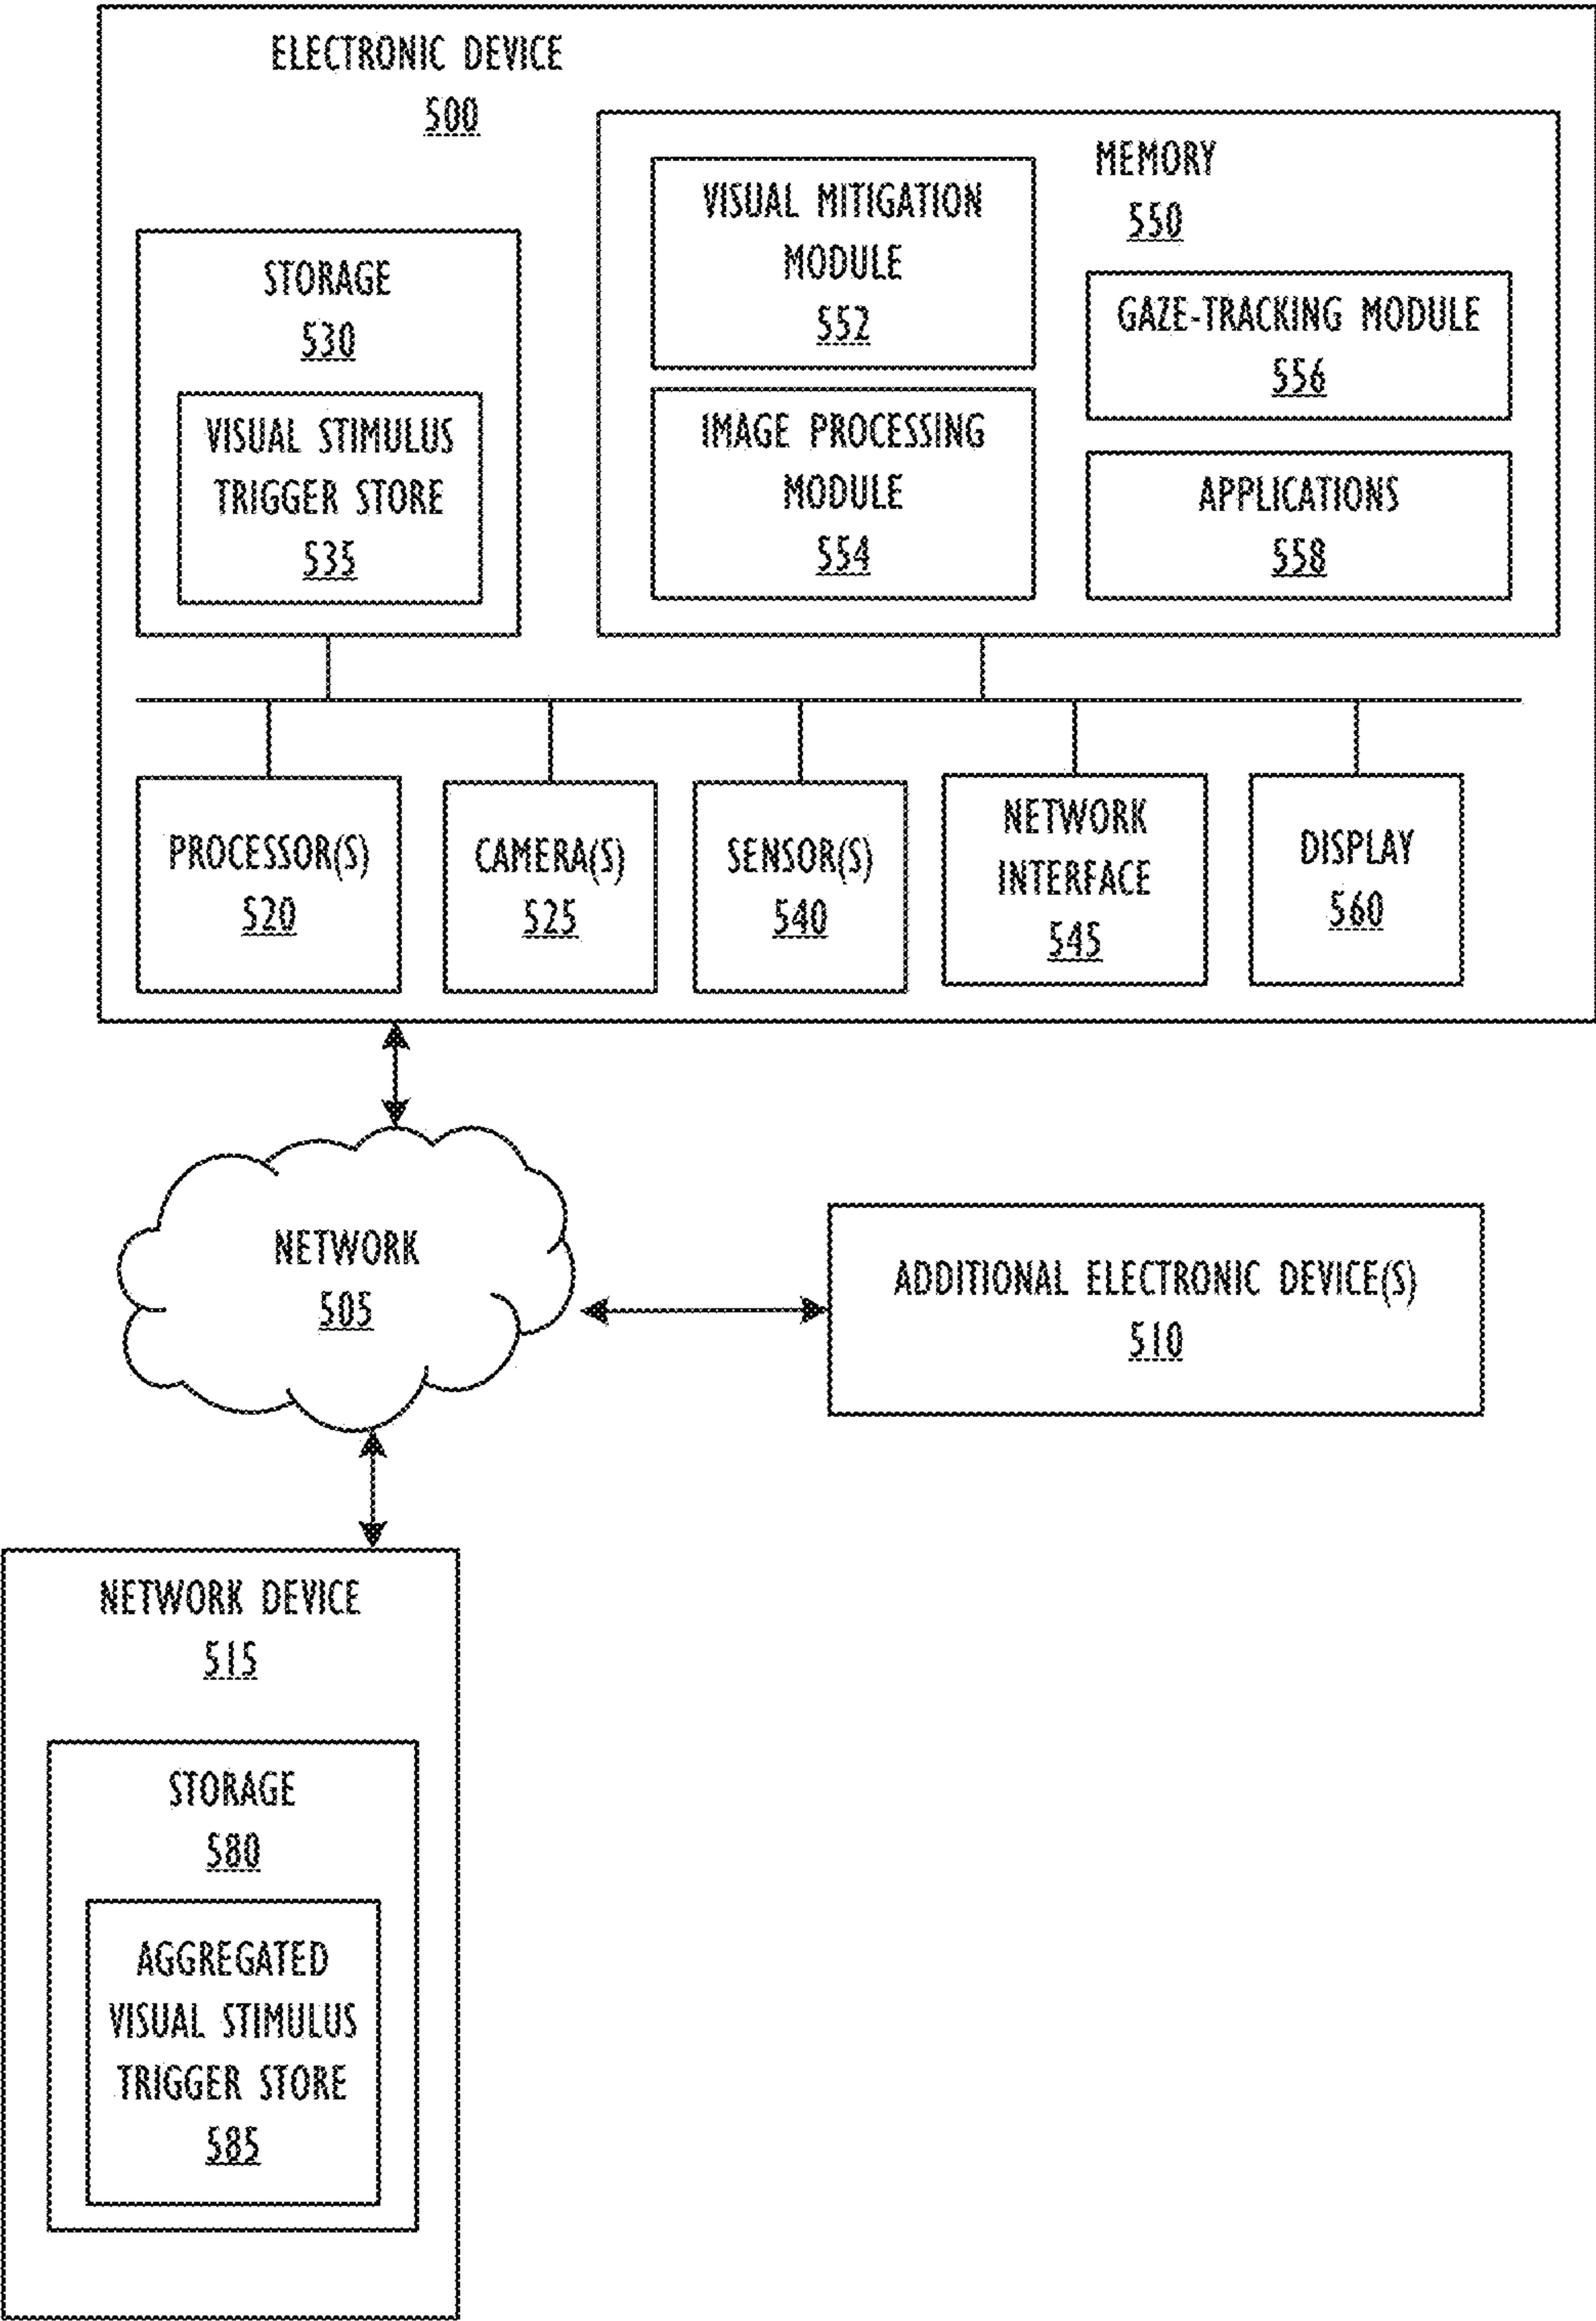 ELECTRONIC DEVICE
500
STORAGE
530
VISUAL STIMULUS
TRIGGER STORE
535
MEMORY
550
VISUAL MITIGATION
MODULE
552
IMAGE PROCESSING
MODULE
554
GAZE-TRACKING MODULE
556
APPLICATIONS
558
PROCESSOR(S)
520
CAMERA(S)
525
SENSOR(S)
540
NETWORK
INTERFACE
545
DISPLAY
560
NETWORK
505
ADDITIONAL ELECTRONIC DEVICE(S)
510
NETWORK DEVICE
515
STORAGE
580
AGGREGATED
VISUAL STIMULUS
TRIGGER STORE
585